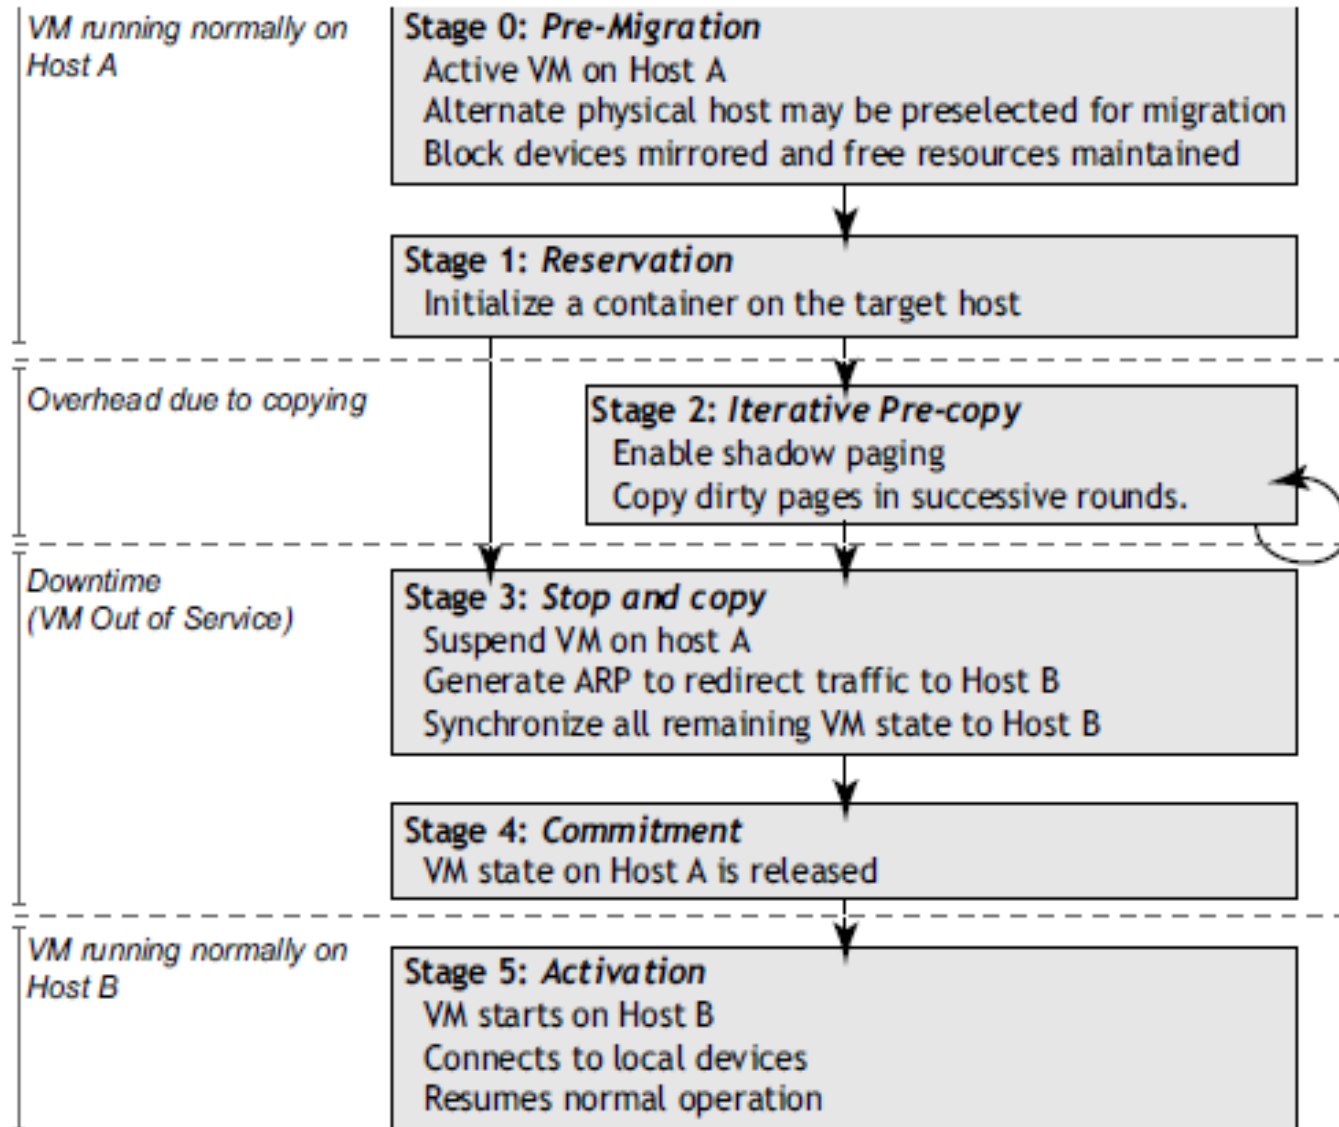 VM running normally on
Host A
Stage 0: Pre-Migration
Active VM on Host A
Alternate physical host may be preselected for migration
Block devices mirrored and free resources maintained
Stage 1: Reservation
Initialize a container on the target host
Overhead due to copying
Stage 2: Iterative Pre-copy
Enable shadow paging
Copy dirty pages in successive rounds.
Downtime
(VM Out of Service)
Stage 3: Stop and copy
Suspend VM on host A
Generate ARP to redirect traffic to Host B
Synchronize all remaining VM state to Host B
Stage 4: Commitment
VM state on Host A is released
VM running normally on
Host B
Stage 5: Activation
VM starts on Host B
Connects to local devices
Resumes normal operation